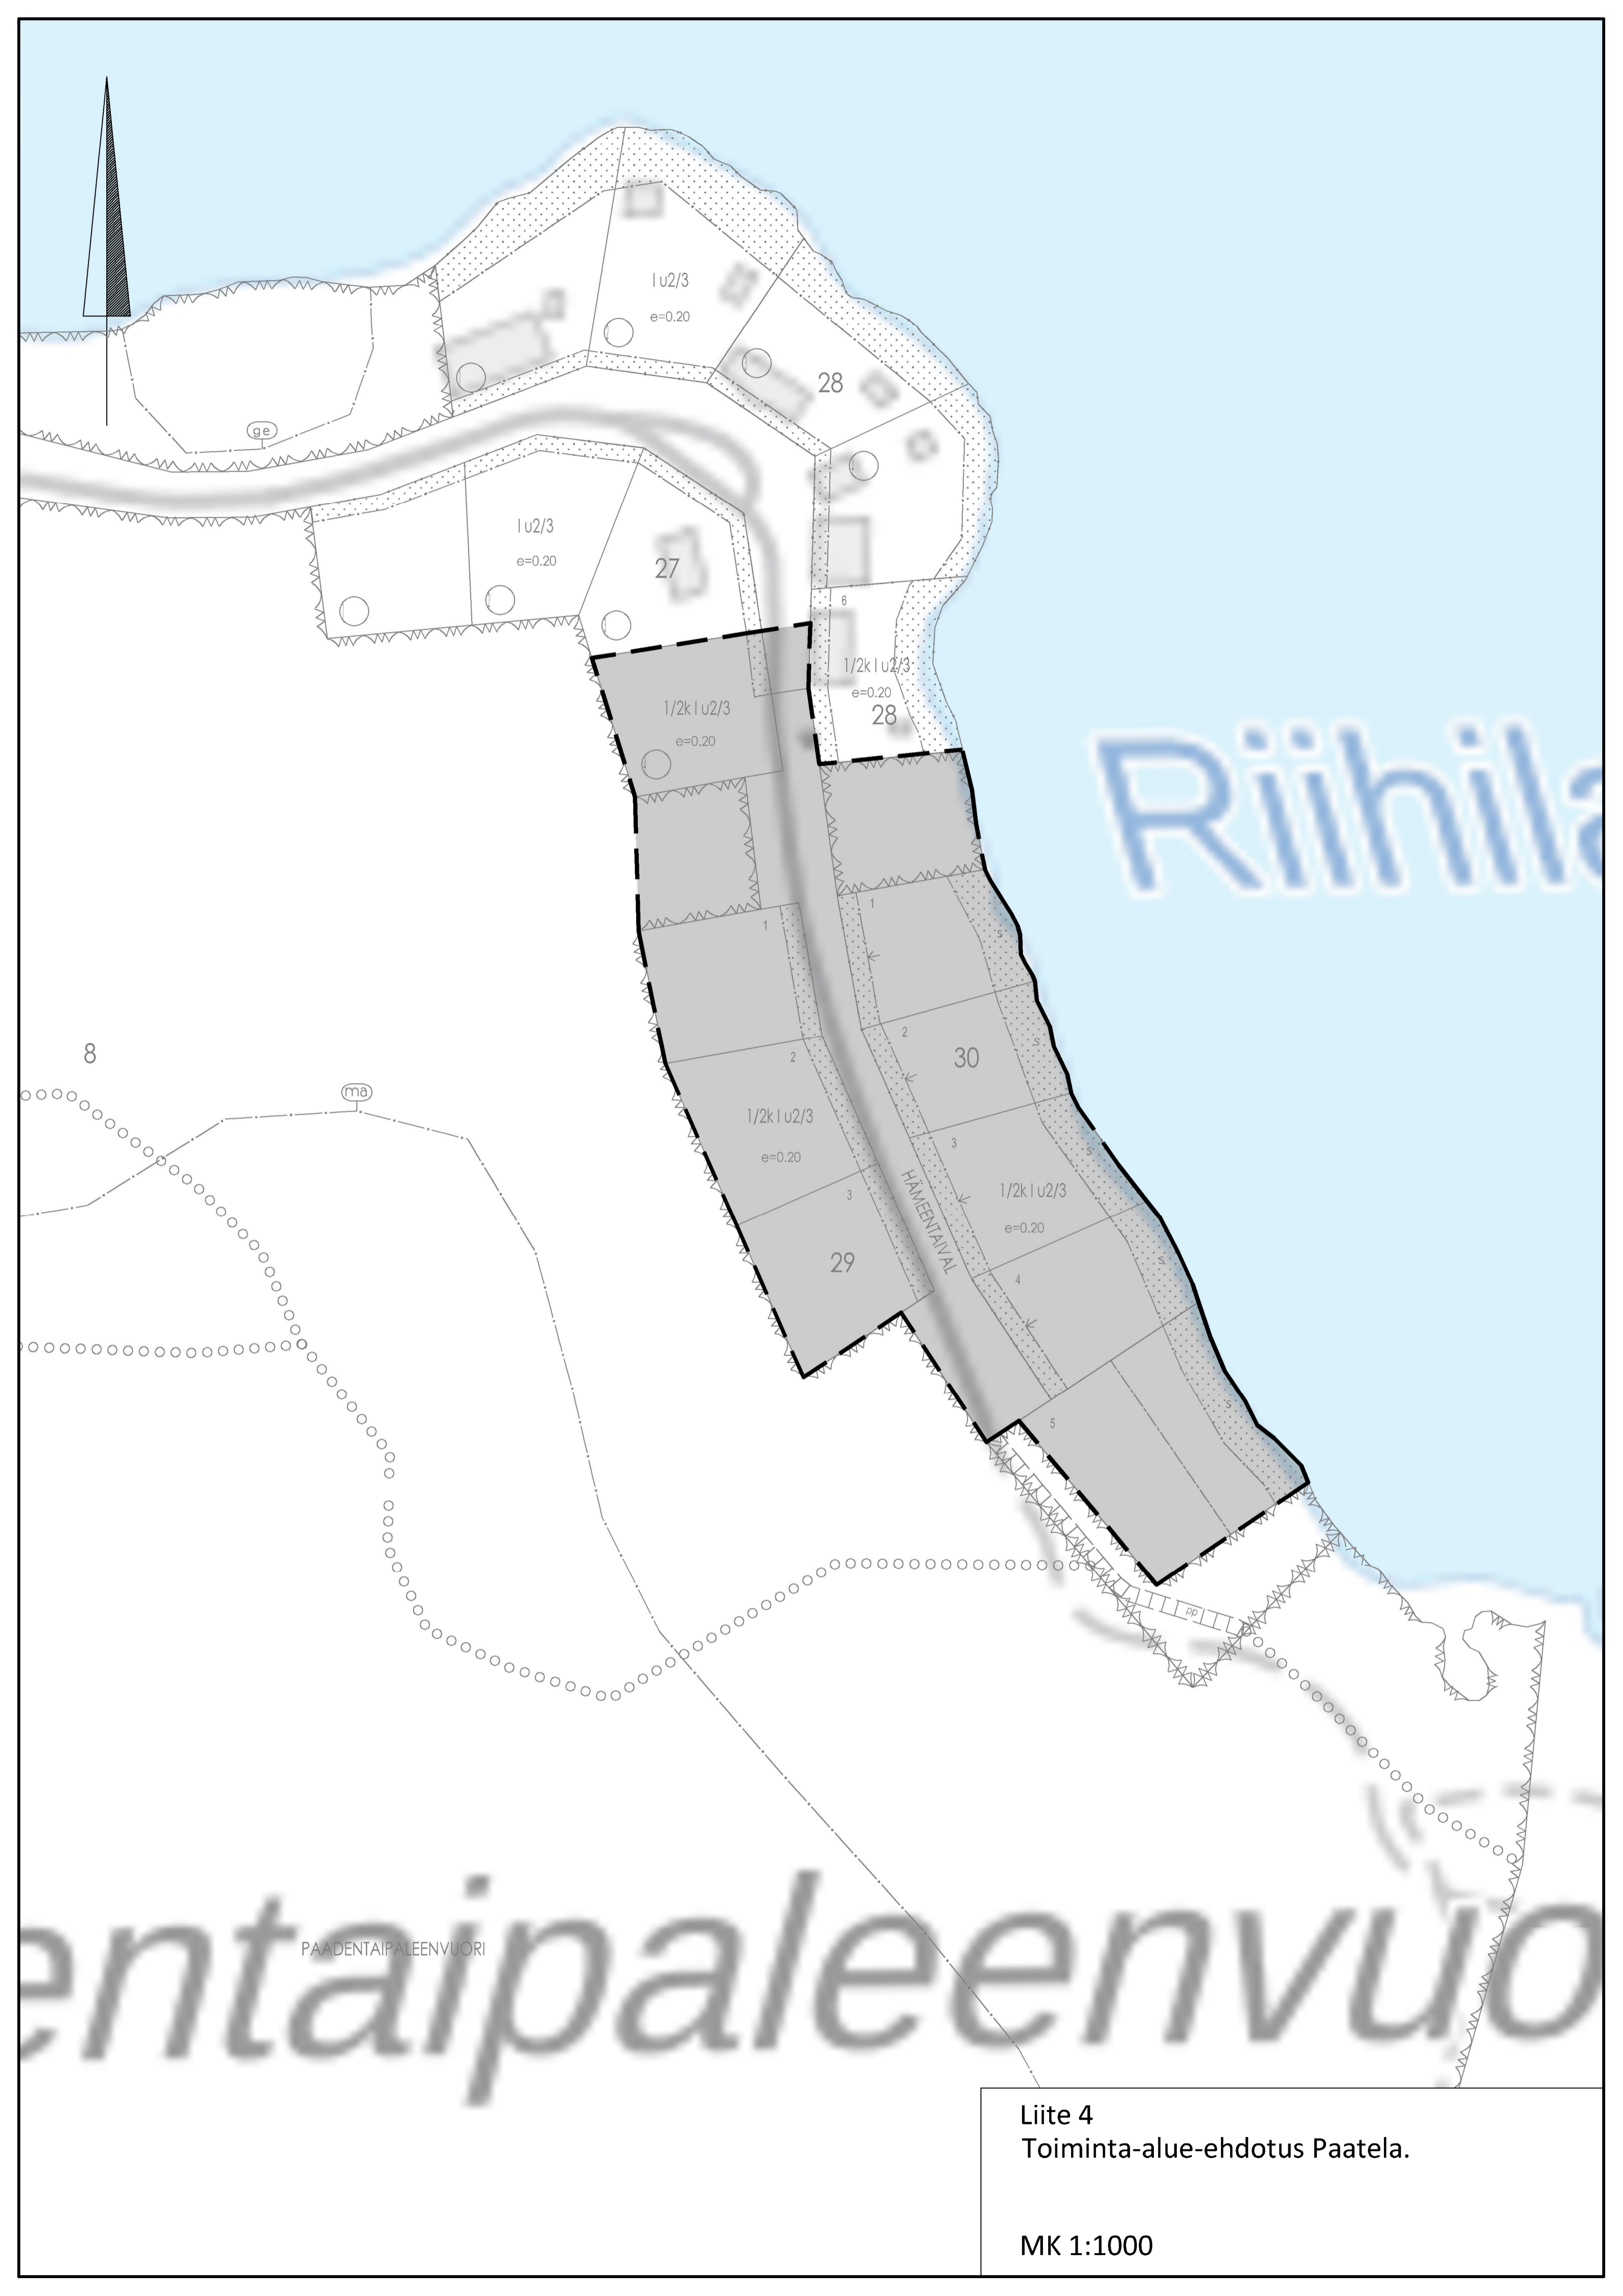 I u2/3
e=0.20
28
ge
I u2/3
e=0.20
27
6
1/2k I u2/3
e=0.20
28
1/2k I u2/3
e=0.20
Riihila
1
1
s
2
2
30
s
8
ma
1/2k I u2/3
e=0.20
3
s
3
1/2k I u2/3
e=0.20
HÄMEENTAIVAL
29
4
s
5
s
pp
entaipaleenvuo
PAADENTAIPALEENVUORI
Liite 4
Toiminta-alue-ehdotus Paatela.
MK 1:1000